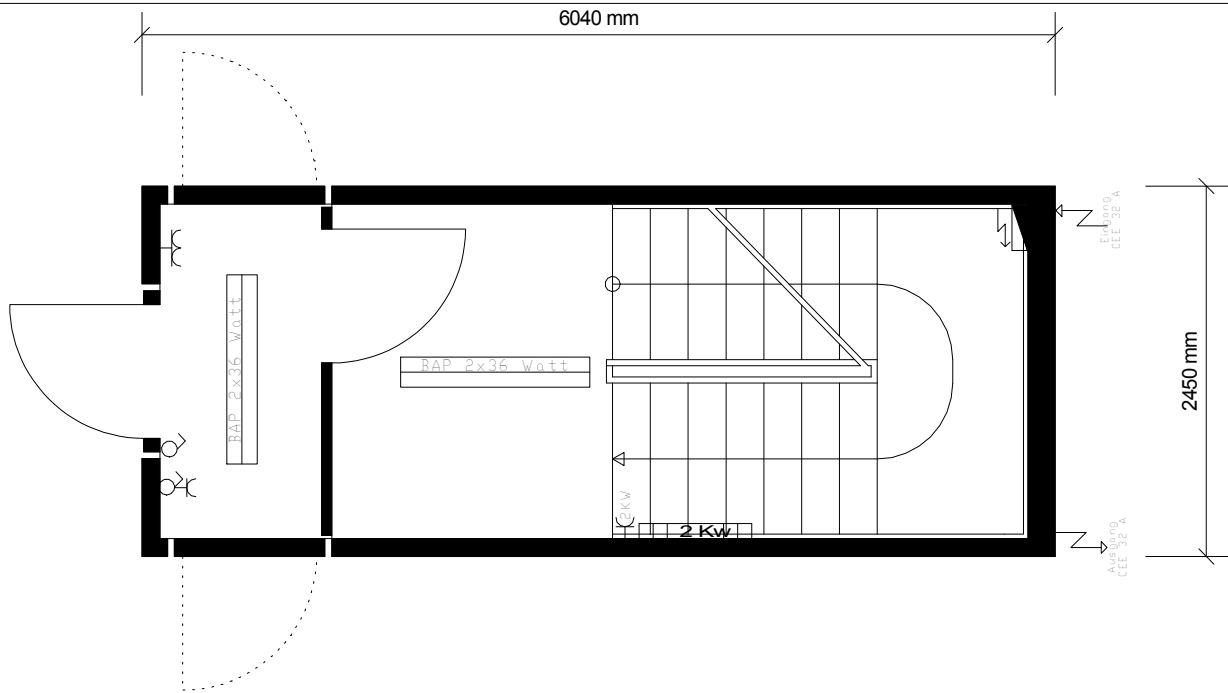 6040 mm
Eingang
CEE 32 A
BAP 2x36 Watt
BAP 2x36 Watt
2450 mm
2KW
2 Kw
Ausgang
CEE 32 A